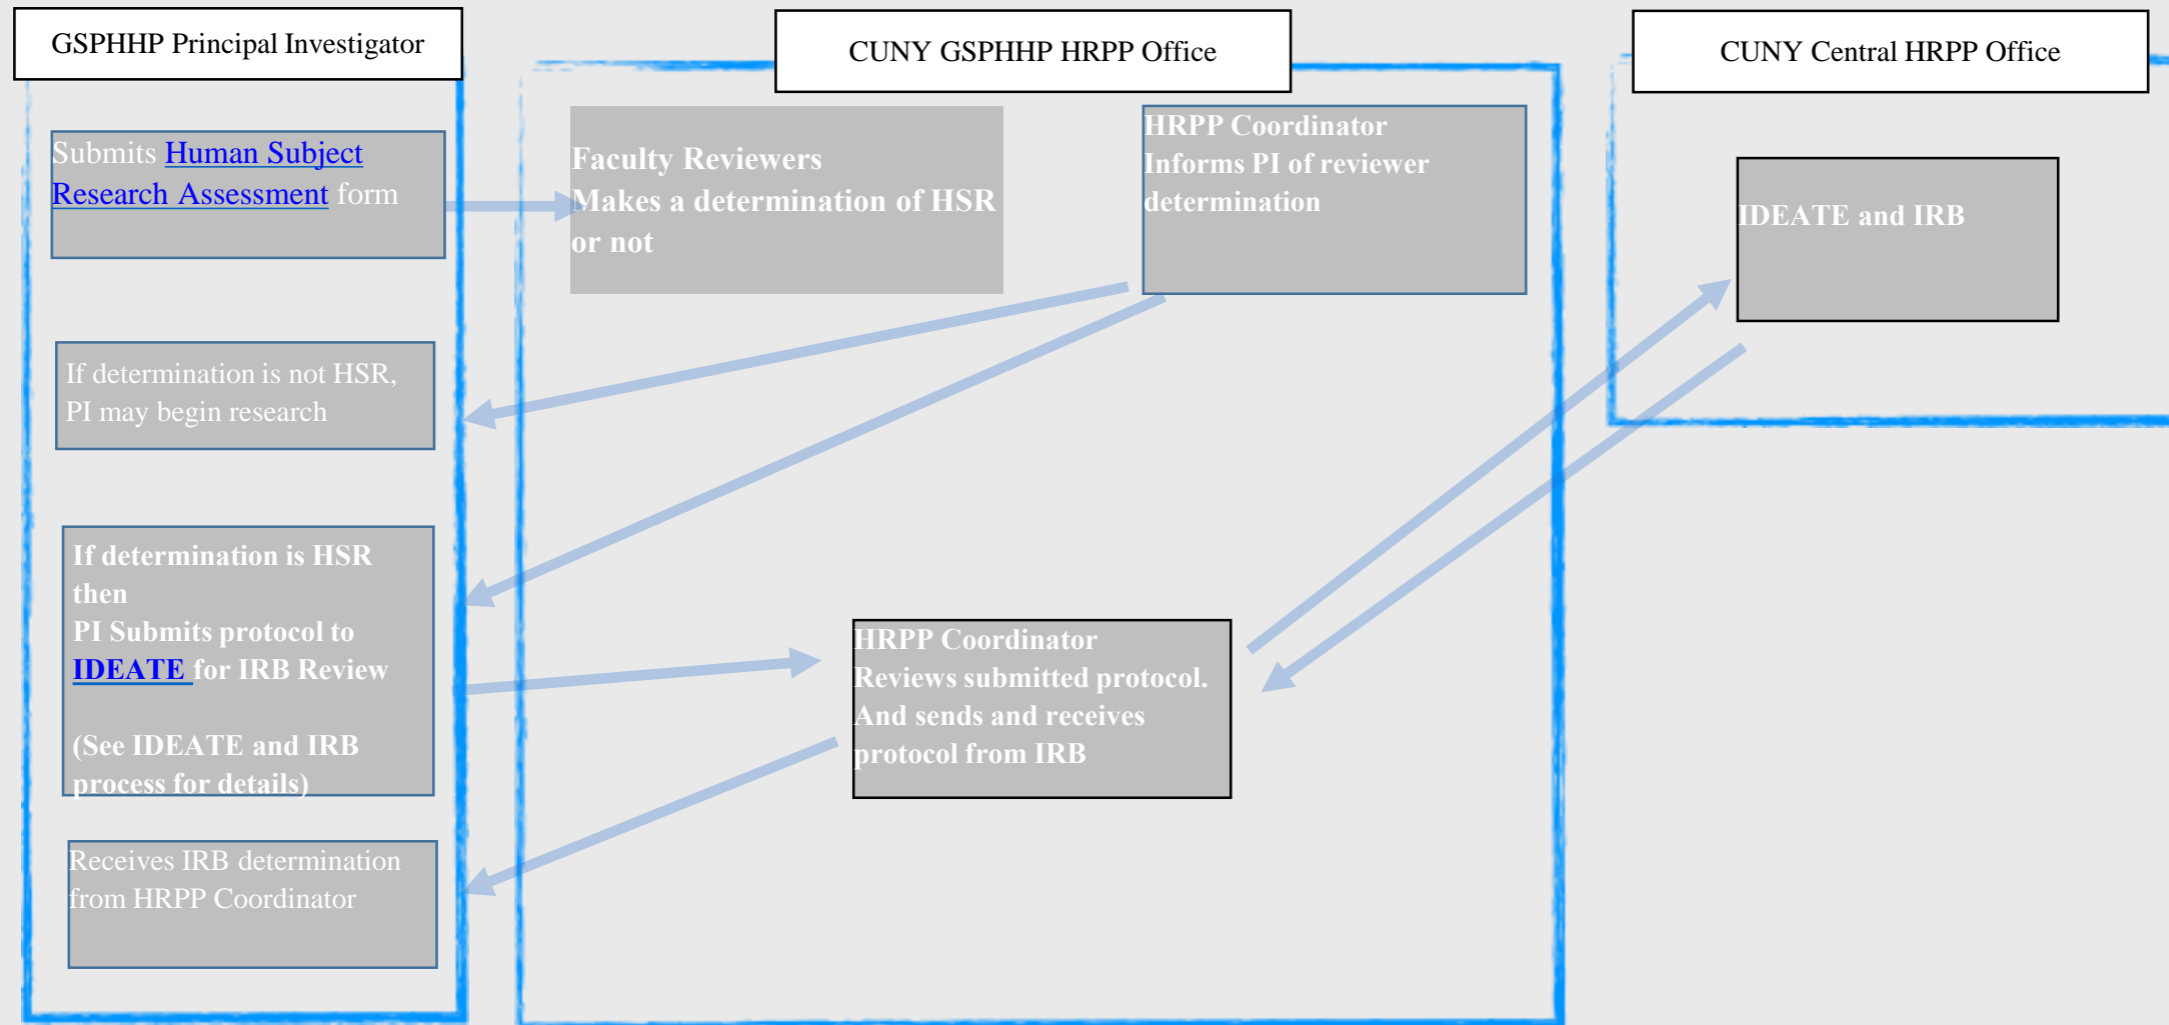 GSPHHP Principal Investigator
CUNY GSPHHP HRPP Office
CUNY Central HRPP Office
Submits Human Subject
Research Assessment form
Faculty Reviewers
Makes a determination of HSR
or not
HRPP Coordinator
Informs PI of reviewer
determination
IDEATE and IRB
If determination is not HSR,
PI may begin research
If determination is HSR
then
PI Submits protocol to
IDEATE for IRB Review
(See IDEATE and IRB
process for details)
HRPP Coordinator
Reviews submitted protocol.
And sends and receives
protocol from IRB
Receives IRB determination
from HRPP Coordinator